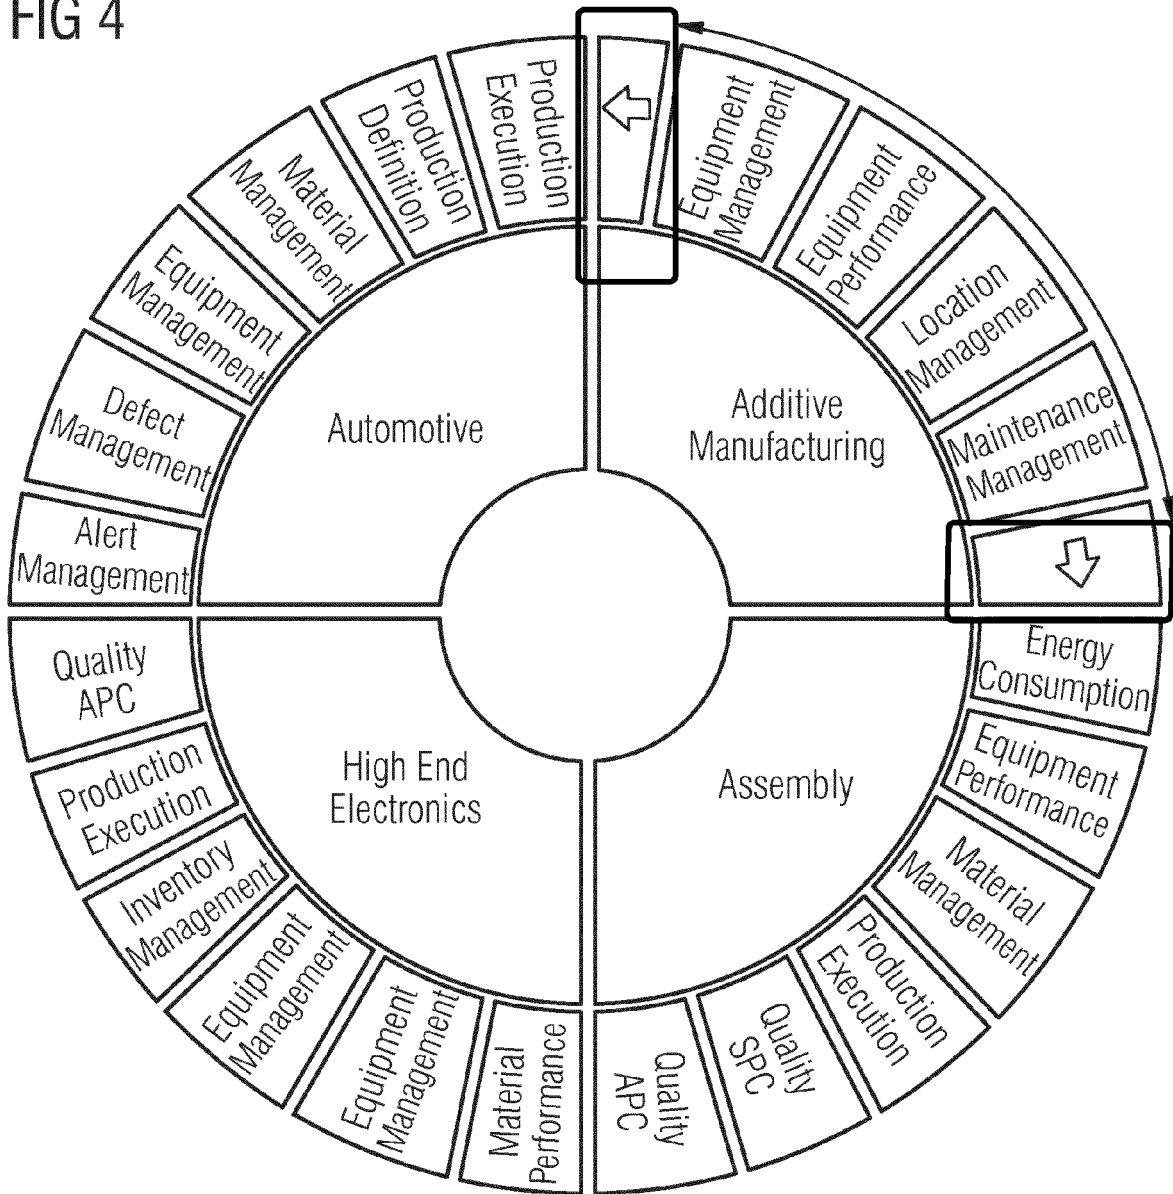 FIG 4
Production
Execution
Equipment
Management
Equipment
Performance
Location
Management
Maintenance
Management
Energy
Consumption
Equipment
Performance
Material
Management
Production
Execution
Quality
SPC
Quality
APC
Material
Performance
Equipment
Management
Equipment
Management
Inventory
Management
Production
Execution
Quality
APC
Alert
Management
Defect
Management
Equipment
Management
Material
Management
Production
Definition
Automotive
Additive
Manufacturing
High End
Electronics
Assembly